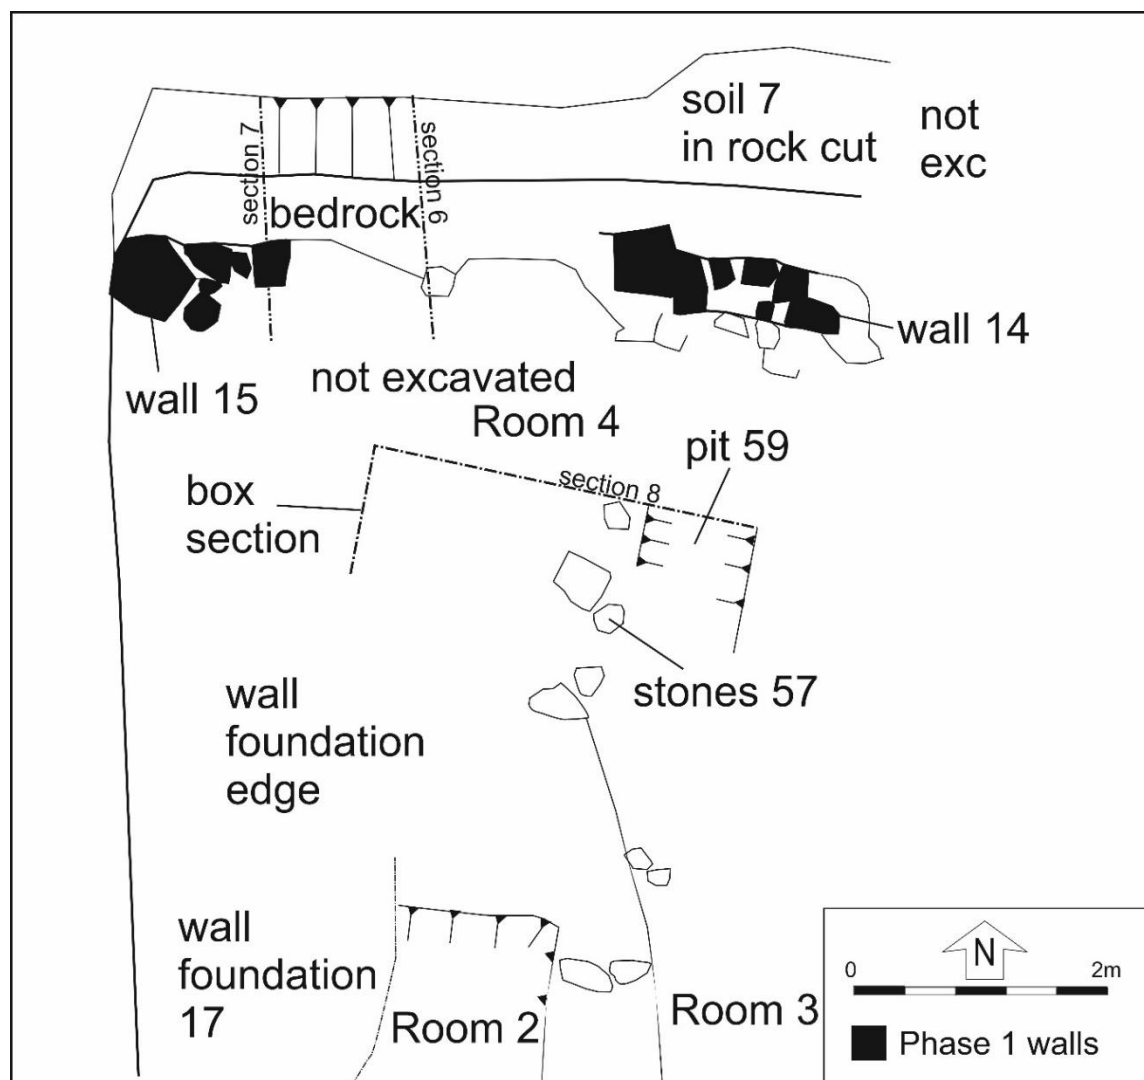 soil 7
in rock cut
not
exc
section 7
section 6
bedrock
wall 14
wall 15
not excavated
Room 4
pit 59
section 8
box
section
stones 57
wall
foundation
edge
wall
foundation
17
Room 2
Room 3
N
0
2m
Phase 1 walls